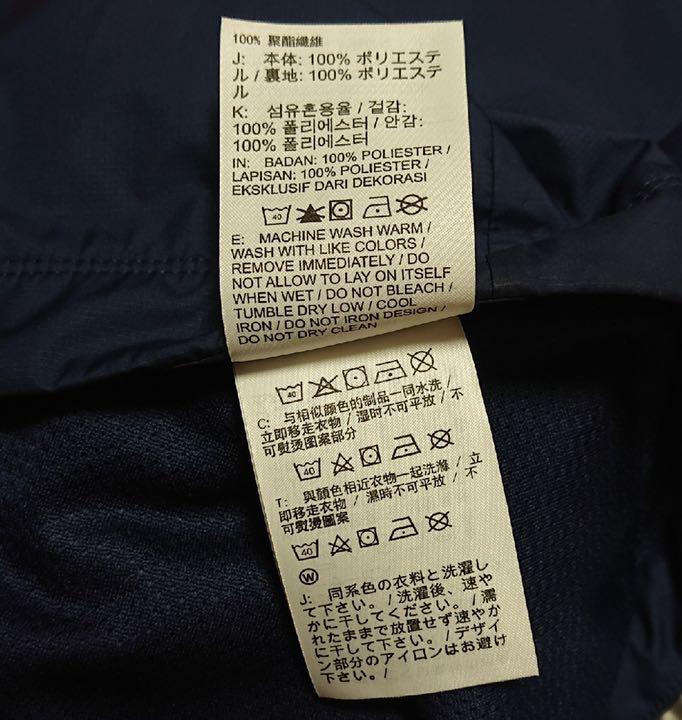 100% 聚酯纖維
J: 本体: 100% ポリエステ
ル / 裏地: 100% ポリエステ
ル
K: 섬유혼용율 / 겉감:
100% 폴리에스터 / 안감:
100% 폴리에스터
IN: BADAN: 100% POLIESTER /
LAPISAN: 100% POLIESTER /
EKSKLUSIF DARI DEKORASI
40
E: MACHINE WASH WARM /
WASH WITH LIKE COLORS /
REMOVE IMMEDIATELY / DO
NOT ALLOW TO LAY ON ITSELF
WHEN WET / DO NOT BLEACH /
TUMBLE DRY LOW / COOL
IRON / DO NOT IRON DESIGN /
DO NOT DRY CLEAN
40
C: 与相似颜色的制品一同水洗 /
立即移走衣物 / 湿时不可平放 / 不
可熨烫图案部分
40
T: 與顏色相近衣物一起洗滌 / 立
即移走衣物 / 濕時不可平放 / 不
可熨燙圖案
40
W
J: 同系色の衣料と洗濯し
て下さい。 / 洗濯後、速や
かに干してください。 / 濡
れたままで放置せず速やか
に干して下さい。 / デザイ
ン部分のアイロンはお避け
下さい。 /